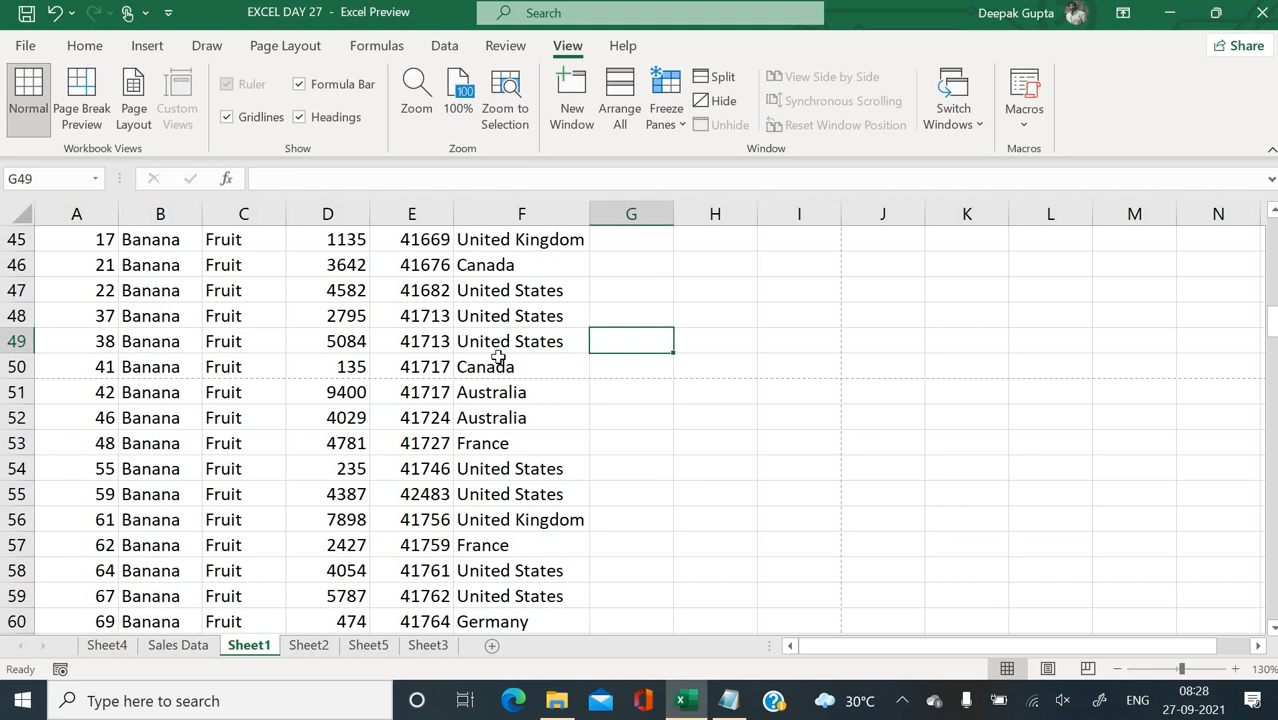 EXCEL DAY 27 - Excel Preview
Search
Deepak Gupta
File Home Insert Draw Page Layout Formulas Data Review View Help
Share
Normal
Page Break Preview
Page Layout
Custom Views
Workbook Views
Ruler
Formula Bar
Gridlines
Headings
Show
Zoom
100
100%
Zoom to Selection
Zoom
New Window
Arrange All
Freeze Panes
Split
Hide
Unhide
View Side by Side
Synchronous Scrolling
Reset Window Position
Window
Switch Windows
Macros
Macros
G49
fx
A B C D E F G H I J K L M N
45 17 Banana Fruit 1135 41669 United Kingdom
46 21 Banana Fruit 3642 41676 Canada
47 22 Banana Fruit 4582 41682 United States
48 37 Banana Fruit 2795 41713 United States
49 38 Banana Fruit 5084 41713 United States
50 41 Banana Fruit 135 41717 Canada
51 42 Banana Fruit 9400 41717 Australia
52 46 Banana Fruit 4029 41724 Australia
53 48 Banana Fruit 4781 41727 France
54 55 Banana Fruit 235 41746 United States
55 59 Banana Fruit 4387 42483 United States
56 61 Banana Fruit 7898 41756 United Kingdom
57 62 Banana Fruit 2427 41759 France
58 64 Banana Fruit 4054 41761 United States
59 67 Banana Fruit 5787 41762 United States
60 69 Banana Fruit 474 41764 Germany
Sheet4 Sales Data Sheet1 Sheet2 Sheet5 Sheet3
Ready
130%
Type here to search
30°C
ENG
08:28
27-09-2021